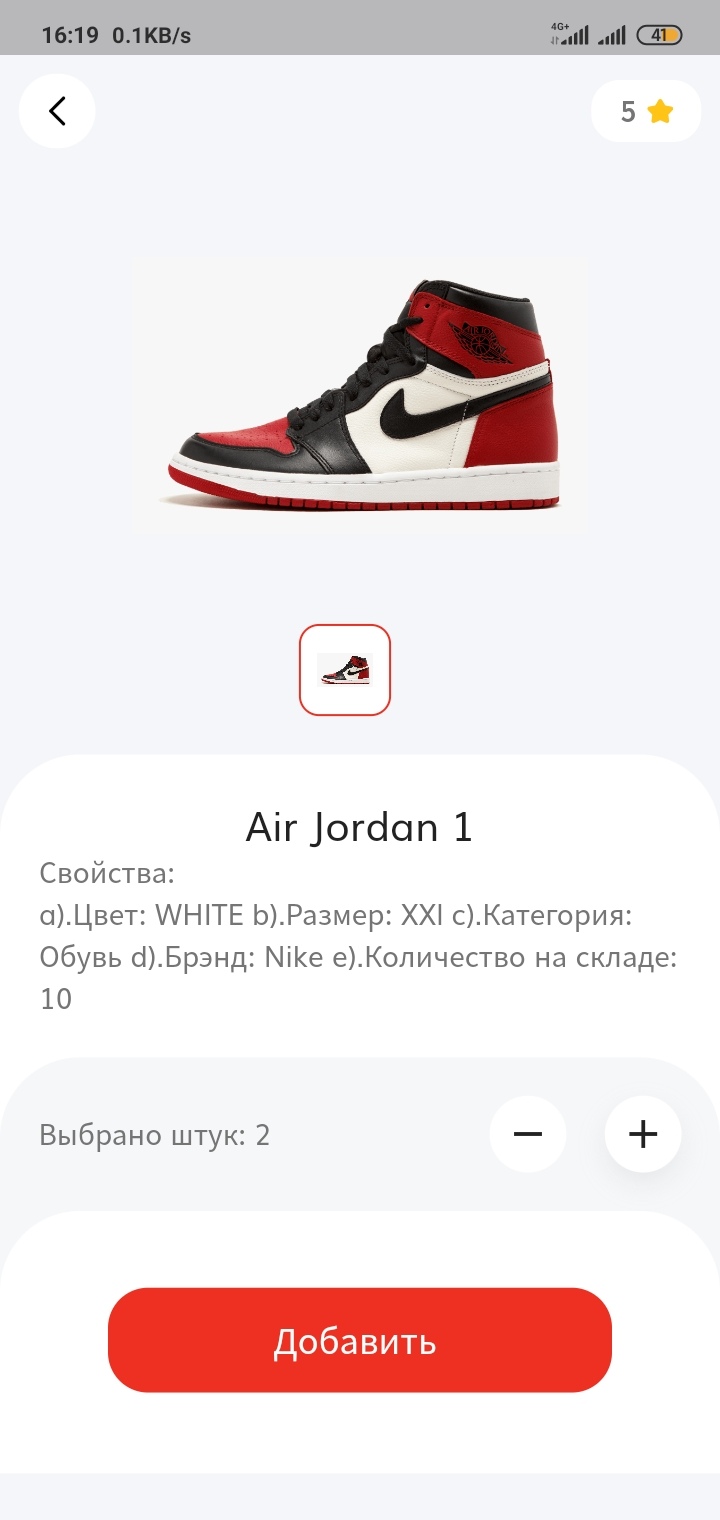 16:19 0.1KB/s 4G+ 41
5
Air Jordan 1
Свойства:
a).Цвет: WHITE b).Размер: XXl c).Категория:
Обувь d).Брэнд: Nike e).Количество на складе:
10
Выбрано штук: 2
Добавить